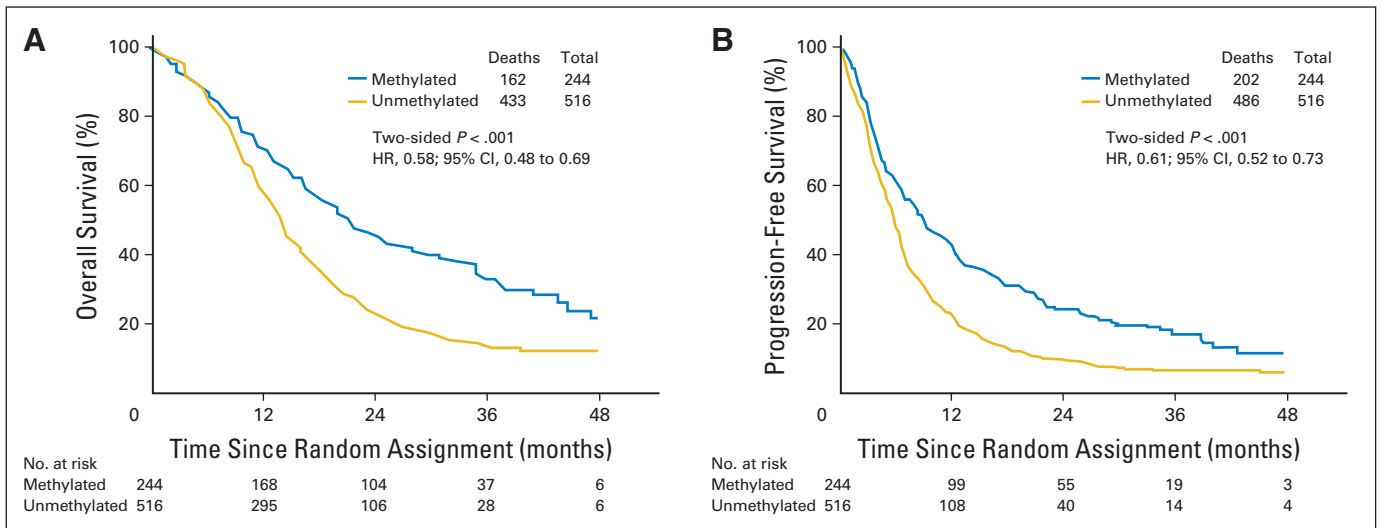 A
Overall Survival (%)
100
80
60
40
20
0
12
24
36
48
Time Since Random Assignment (months)
Deaths Total
Methylated 162 244
Unmethylated 433 516
Two-sided P < .001
HR, 0.58; 95% CI, 0.48 to 0.69
No. at risk
Methylated 244 168 104 37 6
Unmethylated 516 295 106 28 6
B
Progression-Free Survival (%)
100
80
60
40
20
0
12
24
36
48
Time Since Random Assignment (months)
Deaths Total
Methylated 202 244
Unmethylated 486 516
Two-sided P < .001
HR, 0.61; 95% CI, 0.52 to 0.73
No. at risk
Methylated 244 99 55 19 3
Unmethylated 516 108 40 14 4